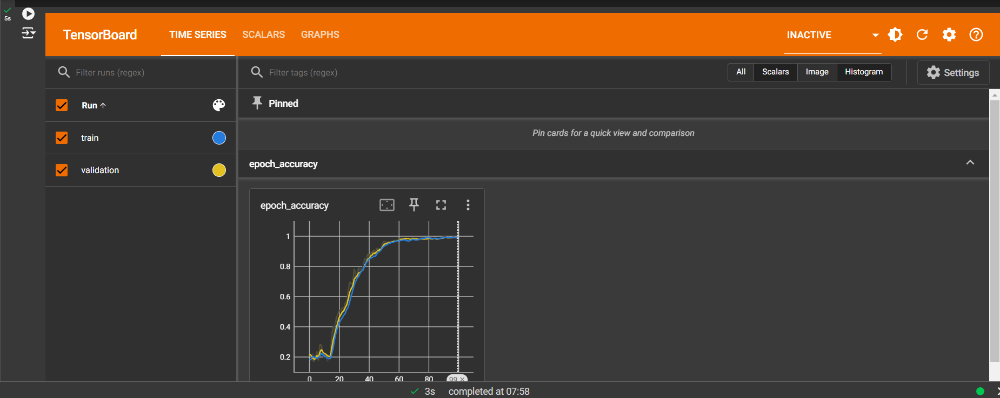 5s
TensorBoard TIME SERIES SCALARS GRAPHS INACTIVE
Filter runs (regex)
Filter tags (regex)
All Scalars Image Histogram Settings
Run ↑
train
validation
Pinned
Pin cards for a quick view and comparison
epoch_accuracy
epoch_accuracy
1
0.8
0.6
0.4
0.2
0 20 40 60 80 99 ×
3s completed at 07:58